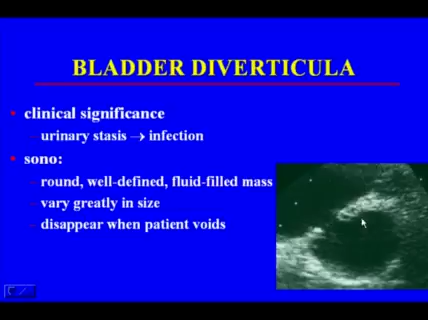 BLADDER DIVERTICULA
clinical significance
urinary stasis → infection
sono:
round, well-defined, fluid-filled mass
vary greatly in size
disappear when patient voids